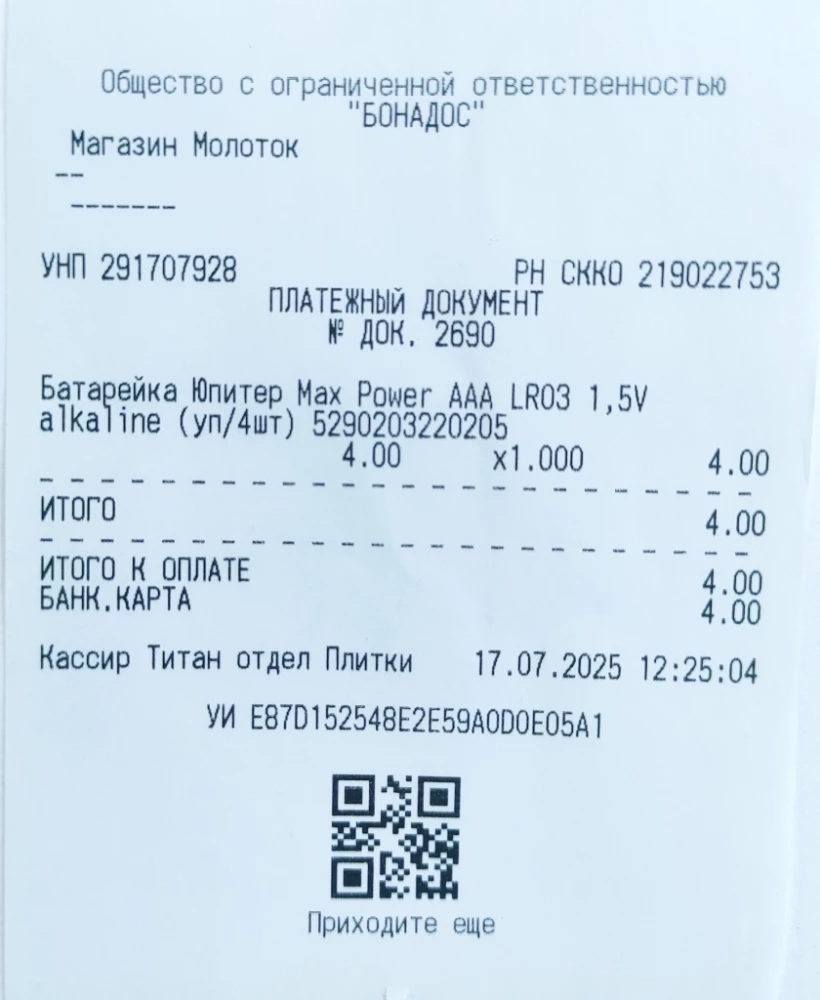 Общество с ограниченной ответственностью
"БОНАДОС"
Магазин Молоток
--
-------
УНП 291707928 РН СККО 219022753
ПЛАТЕЖНЫЙ ДОКУМЕНТ
№ ДОК. 2690
Батарейка Юпитер Max Power AAA LR03 1,5V
alkaline (уп/4шт) 5290203220205
4.00 x1.000 4.00
ИТОГО 4.00
ИТОГО К ОПЛАТЕ 4.00
БАНК.КАРТА 4.00
Кассир Титан отдел Плитки 17.07.2025 12:25:04
УИ E87D152548E2E59A0D0E05A1
Приходите еще